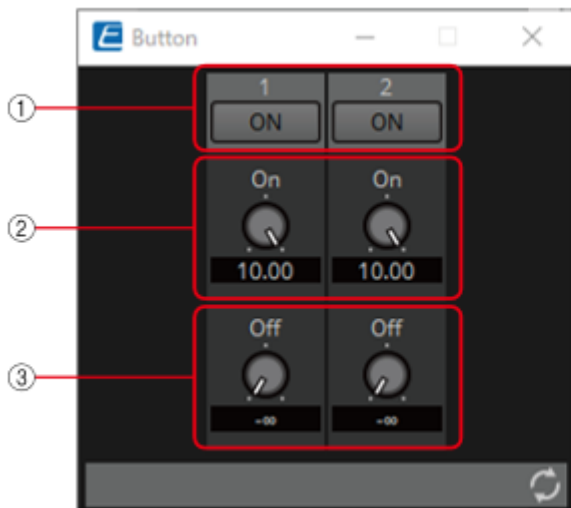 Button
1 2
① ON ON
On On
②
10.00 10.00
Off Off
③
-∞ -∞